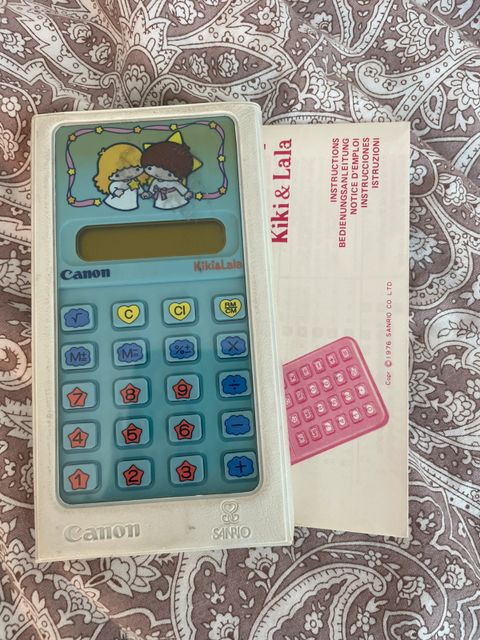 Canon
Kiki&Lala
√ C CI RM CM
M± M= %± ×
7 8 9 ÷
4 5 6 −
1 2 3 +
Canon
SANRIO
Kiki & Lala
INSTRUCTIONS
BEDIENUNGSANLEITUNG
NOTICE D'EMPLOI
INSTRUCCIONES
ISTRUZIONI
Copr. © 1976 SANRIO CO. LTD.